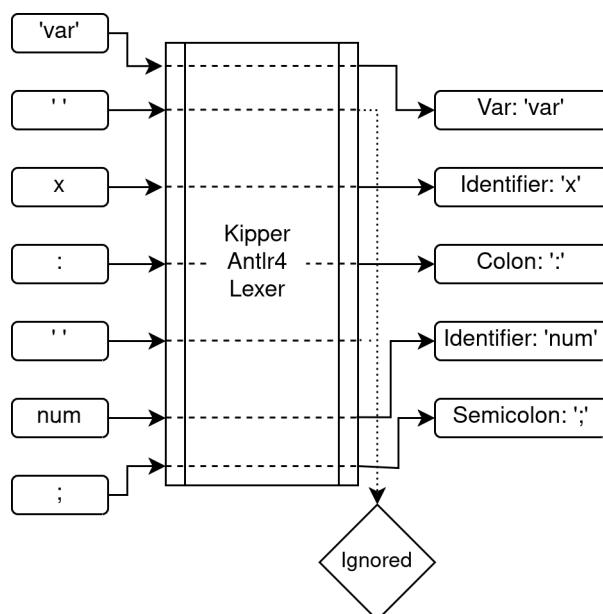 'var'
' '
x
:
' '
num
;
Kipper
Antlr4
Lexer
Var: 'var'
Identifier: 'x'
Colon: ':'
Identifier: 'num'
Semicolon: ';'
Ignored